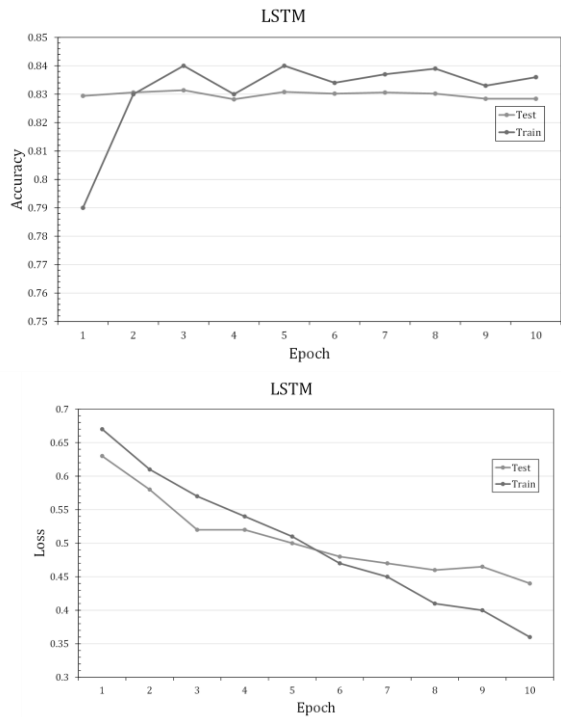 LSTM
0.85
0.84
0.83
0.82
0.81
0.8
0.79
0.78
0.77
0.76
0.75
Accuracy
Test
Train
1 2 3 4 5 6 7 8 9 10
Epoch
LSTM
0.7
0.65
0.6
0.55
0.5
0.45
0.4
0.35
0.3
Loss
Test
Train
1 2 3 4 5 6 7 8 9 10
Epoch